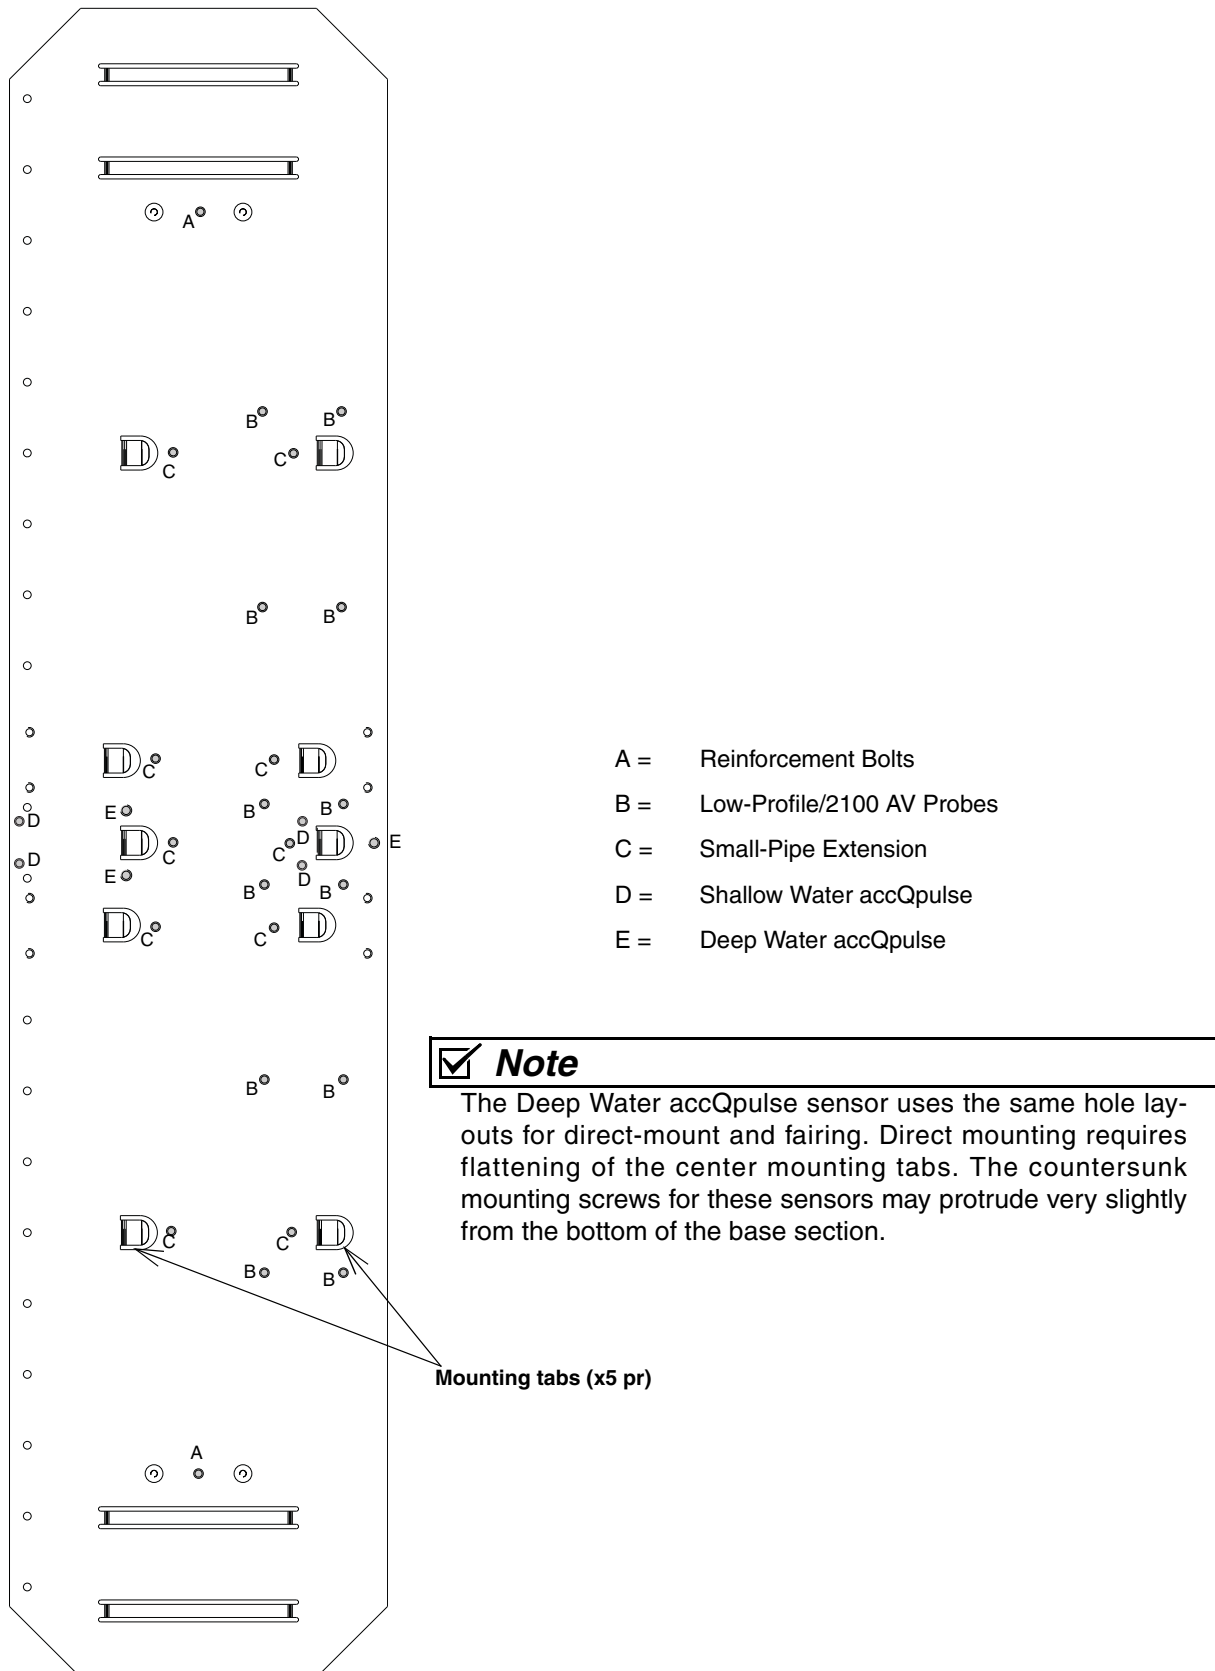 A
B B
C C
B B
C C
E B B
D D E
C C
D D
E B B
C C
B B
C C
B B
A
A = Reinforcement Bolts
B = Low-Profile/2100 AV Probes
C = Small-Pipe Extension
D = Shallow Water accQpulse
E = Deep Water accQpulse
Note
The Deep Water accQpulse sensor uses the same hole lay-
outs for direct-mount and fairing. Direct mounting requires
flattening of the center mounting tabs. The countersunk
mounting screws for these sensors may protrude very slightly
from the bottom of the base section.
Mounting tabs (x5 pr)